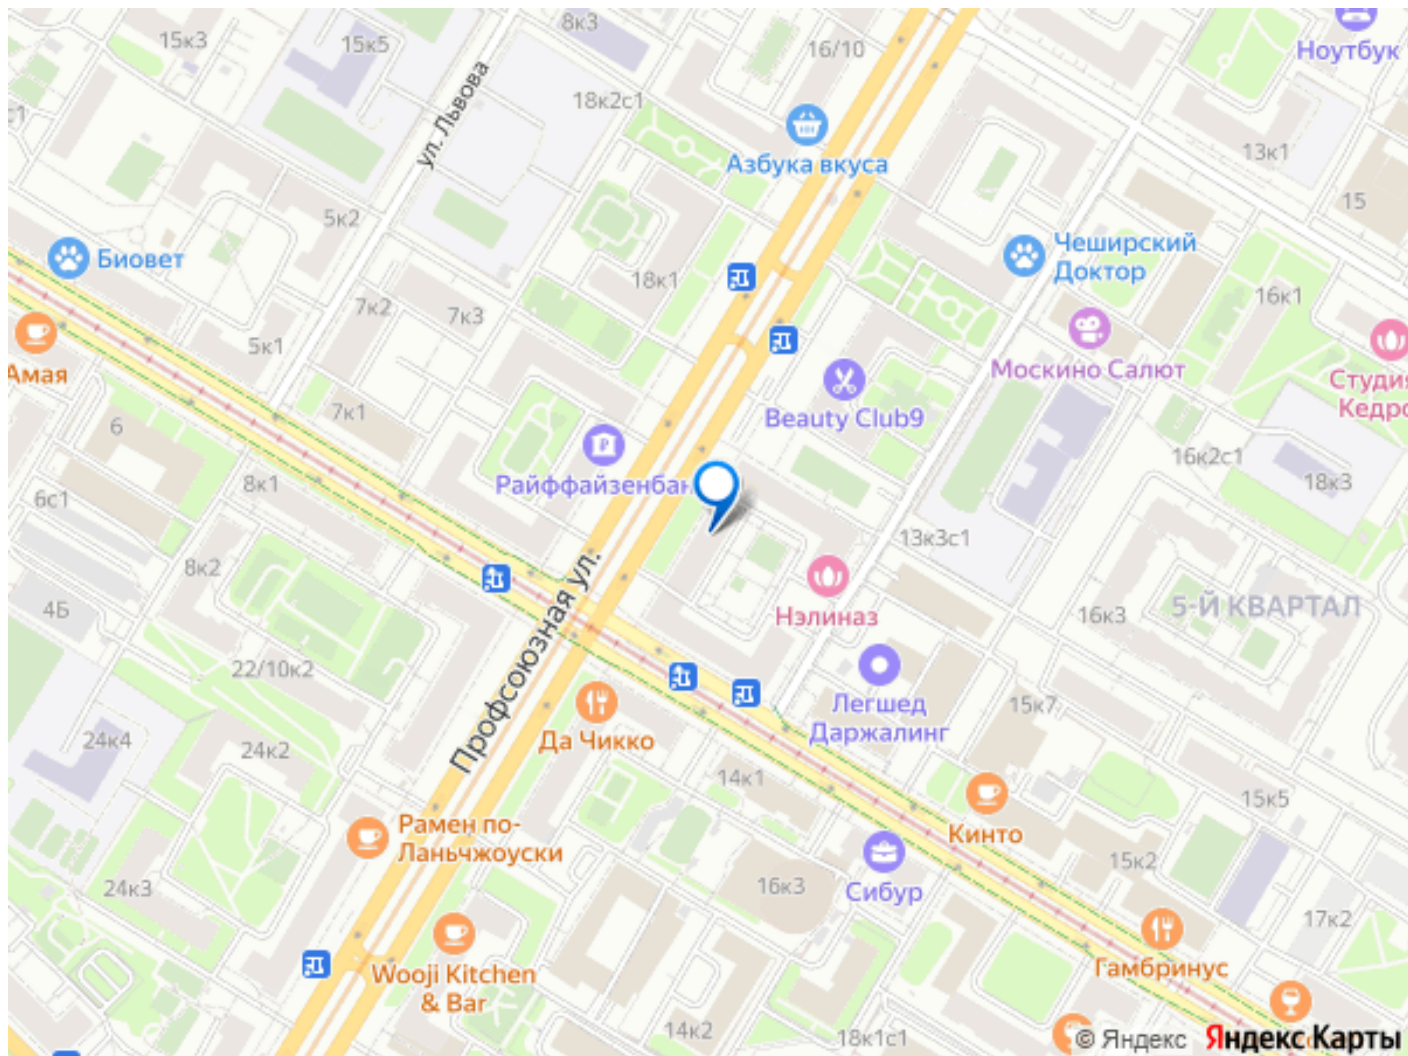 8к3
15к3
15к5
16/10
Ноутбук
ул. Львова
18к2с1
Азбука вкуса
13к1
15
5к2
Биовет
Чеширский
Доктор
18к1
16к1
7к2
7к3
5к1
Амая
Москино Салют
7к1
Beauty Club9
6
16к2с1
8к1
Райффайзенбан
18к3
6с1
13к3с1
8к2
Профсоюзная ул.
4Б
Нэлиназ
16к3
5-Й КВАРТАЛ
22/10к2
Легшед
Даржалинг
15к7
24к4
24к2
Да Чикко
14к1
15к5
Рамен по-
Ланьчжоуски
Кинто
15к2
24к3
16к3
Сибур
17к2
Wooji Kitchen
& Bar
Гамбринус
14к2
18к1с1
© Яндекс
Яндекс Карты